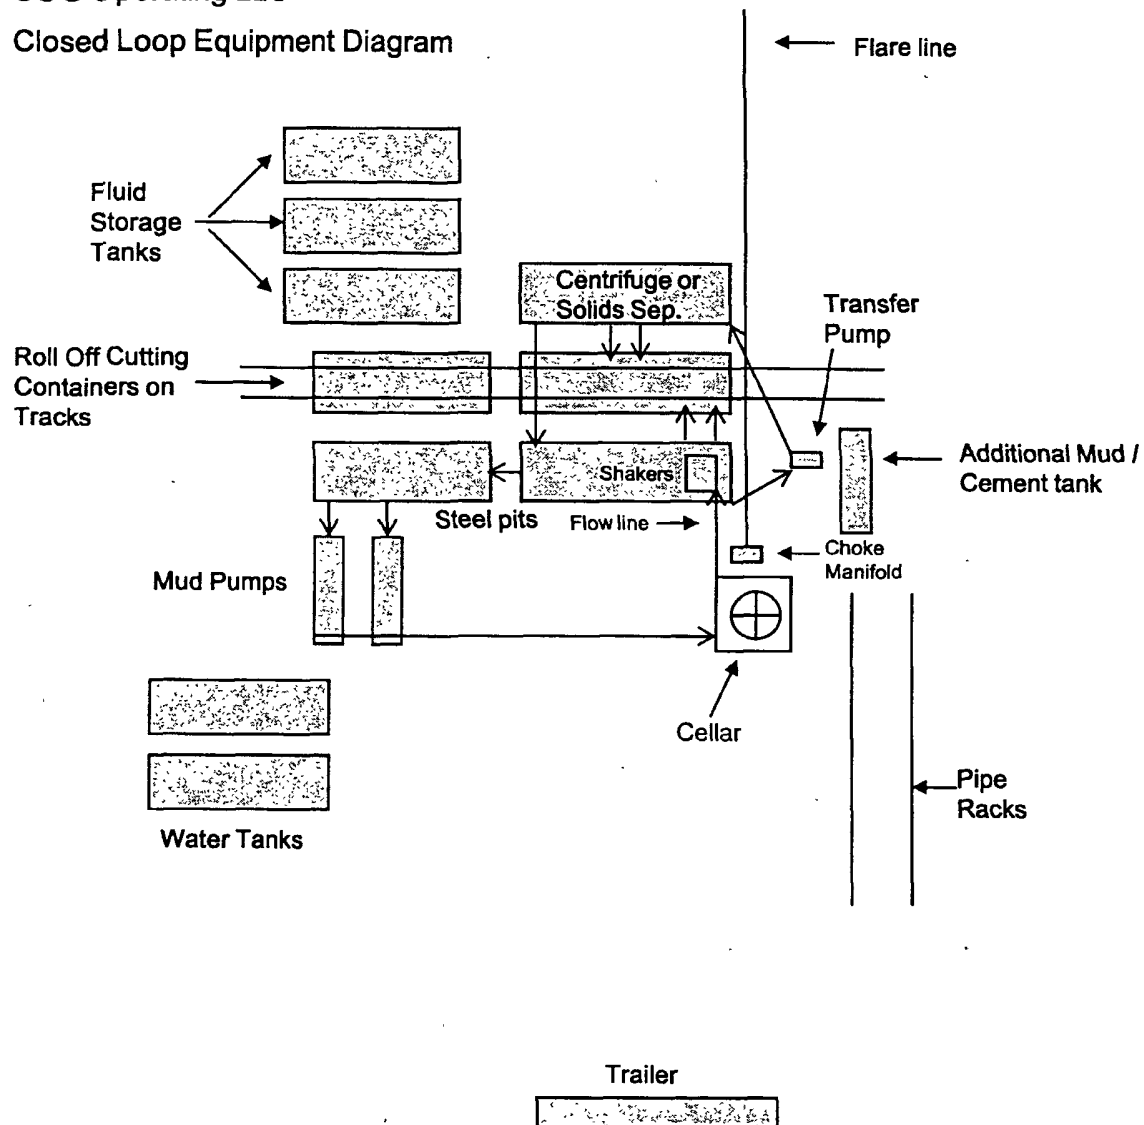 Closed Loop Equipment Diagram
Flare line
Fluid
Storage
Tanks
Centrifuge or
Solids Sep.
Transfer
Pump
Roll Off Cutting
Containers on
Tracks
Shakers
Additional Mud /
Cement tank
Steel pits
Flow line
Choke
Manifold
Mud Pumps
Cellar
Pipe
Racks
Water Tanks
Trailer